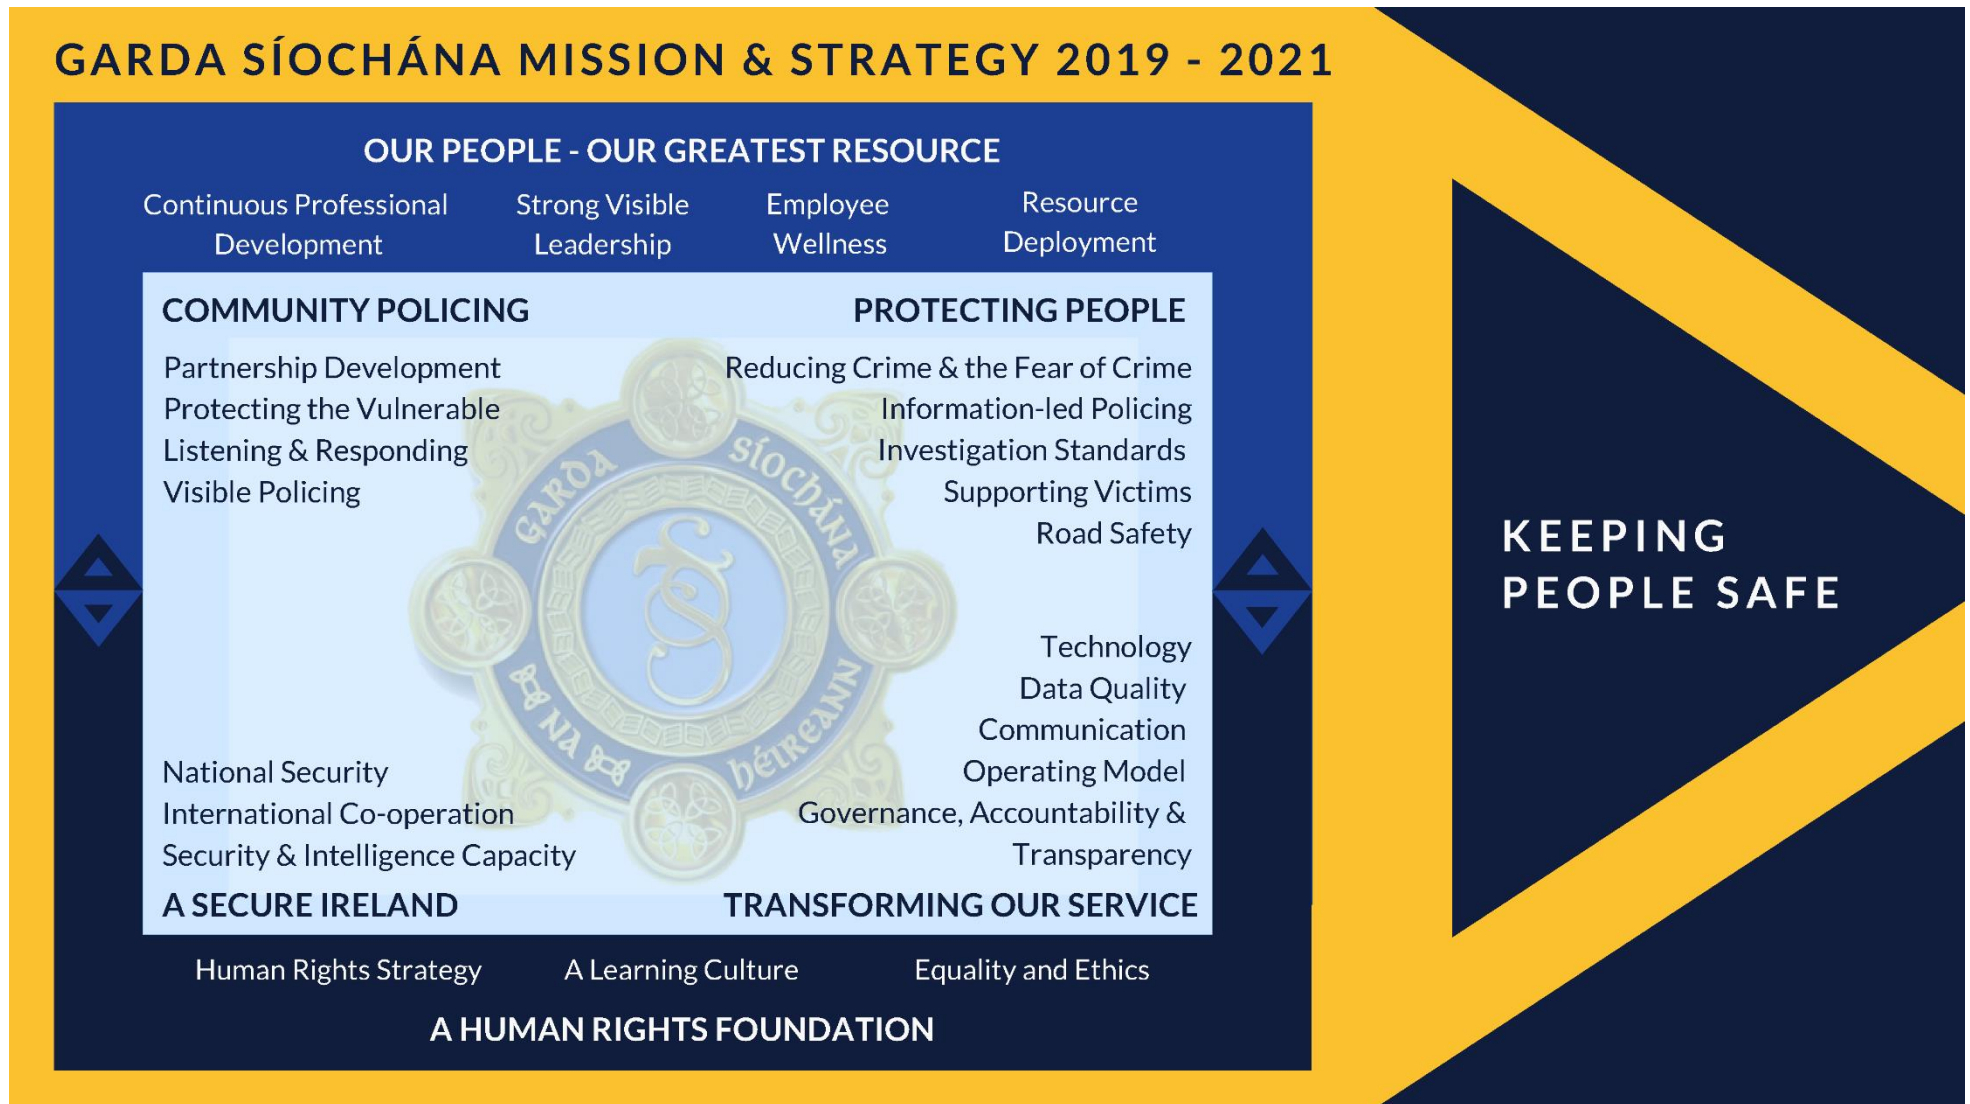 GARDA SÍOCHÁNA MISSION & STRATEGY 2019 - 2021
OUR PEOPLE - OUR GREATEST RESOURCE
Continuous Professional
Development
Strong Visible
Leadership
Employee
Wellness
Resource
Deployment
COMMUNITY POLICING
Partnership Development
Protecting the Vulnerable
Listening & Responding
Visible Policing
PROTECTING PEOPLE
Reducing Crime & the Fear of Crime
Information-led Policing
Investigation Standards
Supporting Victims
Road Safety
GARDA SÍOCHÁNA
NA HÉIREANN
National Security
International Co-operation
Security & Intelligence Capacity
A SECURE IRELAND
Technology
Data Quality
Communication
Operating Model
Governance, Accountability &
Transparency
TRANSFORMING OUR SERVICE
Human Rights Strategy
A Learning Culture
Equality and Ethics
A HUMAN RIGHTS FOUNDATION
KEEPING
PEOPLE SAFE